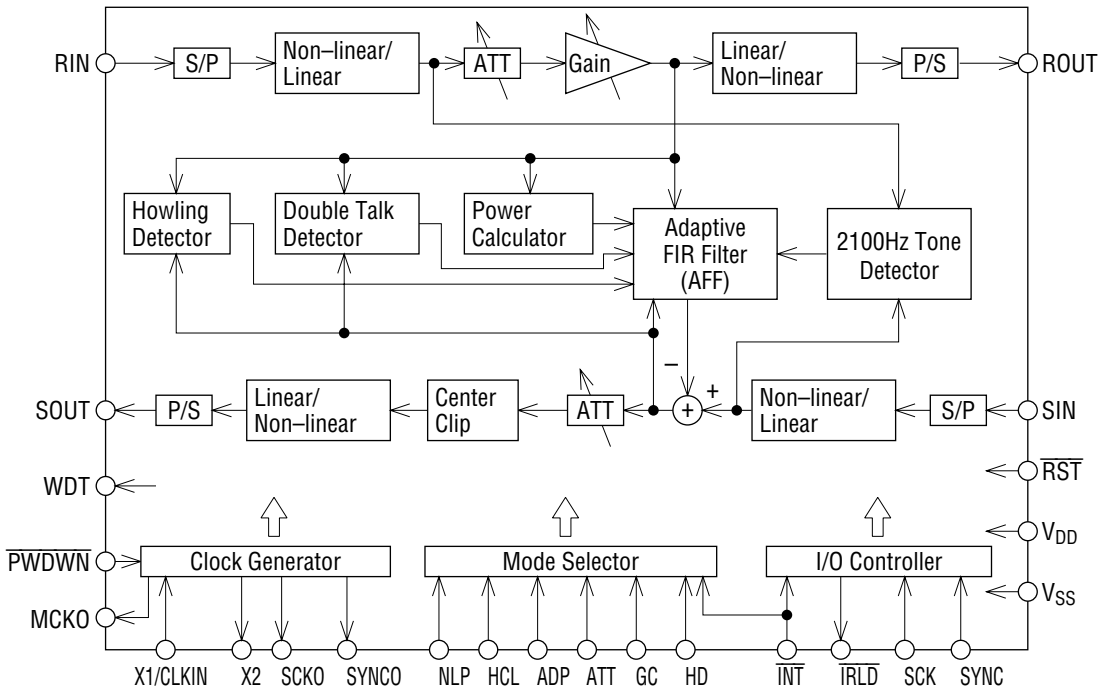 RIN
S/P
Non–linear/
Linear
ATT
Gain
Linear/
Non–linear
P/S
ROUT
Howling
Detector
Double Talk
Detector
Power
Calculator
Adaptive
FIR Filter
(AFF)
2100Hz Tone
Detector
–
+
SOUT
P/S
Linear/
Non–linear
Center
Clip
ATT
+
Non–linear/
Linear
S/P
SIN
WDT
RST
PWDWN
Clock Generator
Mode Selector
I/O Controller
VDD
MCKO
VSS
X1/CLKIN
X2
SCKO
SYNCO
NLP
HCL
ADP
ATT
GC
HD
INT
IRLD
SCK
SYNC